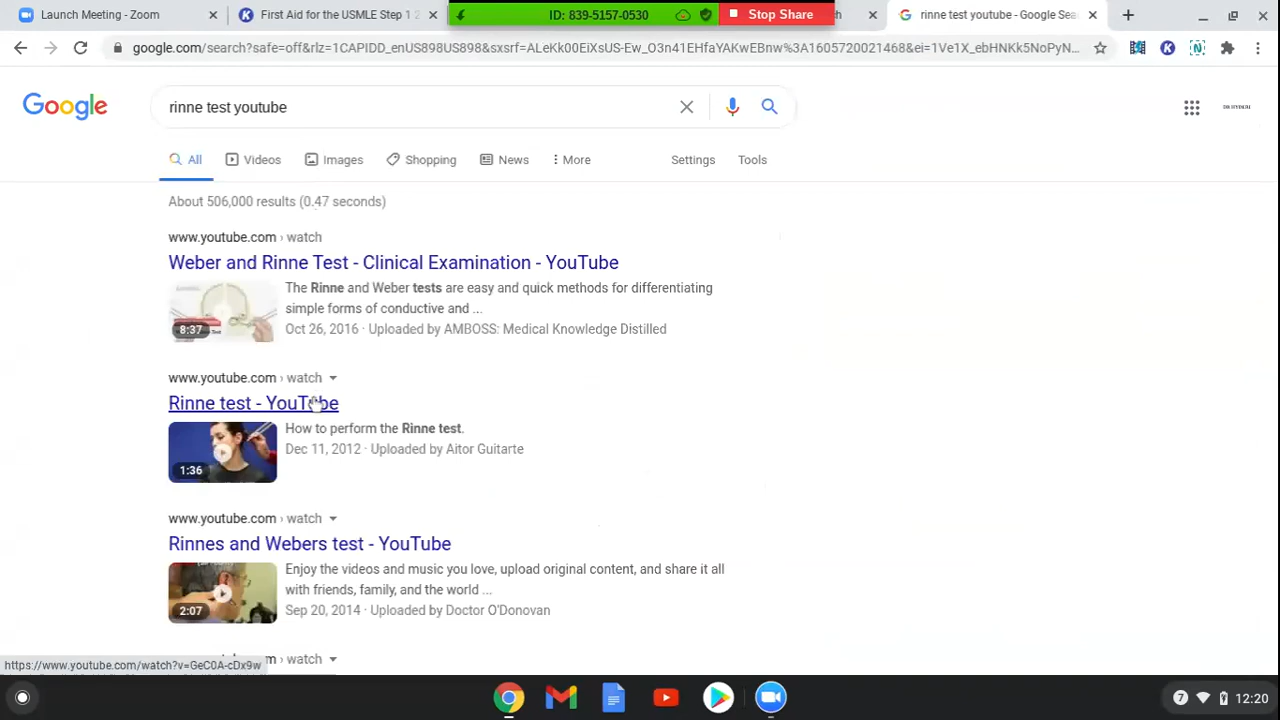 Launch Meeting - Zoom
First Aid for the USMLE Step 1 2
ID: 839-5157-0530
Stop Share
rinne test youtube - Google Sea
google.com/search?safe=off&rlz=1CAPIDD_enUS898US898&sxsrf=ALeKk00EiXsUS-Ew_O3n41EHfaYAKwEBnw%3A1605720021468&ei=1Ve1X_ebHNKk5NoPyN...
Google
rinne test youtube
All
Videos
Images
Shopping
News
More
Settings
Tools
About 506,000 results (0.47 seconds)
www.youtube.com › watch
Weber and Rinne Test - Clinical Examination - YouTube
The Rinne and Weber tests are easy and quick methods for differentiating
simple forms of conductive and ...
8:37
Oct 26, 2016 · Uploaded by AMBOSS: Medical Knowledge Distilled
www.youtube.com › watch
Rinne test - YouTube
How to perform the Rinne test.
Dec 11, 2012 · Uploaded by Aitor Guitarte
1:36
www.youtube.com › watch
Rinnes and Webers test - YouTube
Enjoy the videos and music you love, upload original content, and share it all
with friends, family, and the world ...
2:07
Sep 20, 2014 · Uploaded by Doctor O'Donovan
https://www.youtube.com/watch?v=GeC0A-cDx9w
m › watch
7
12:20